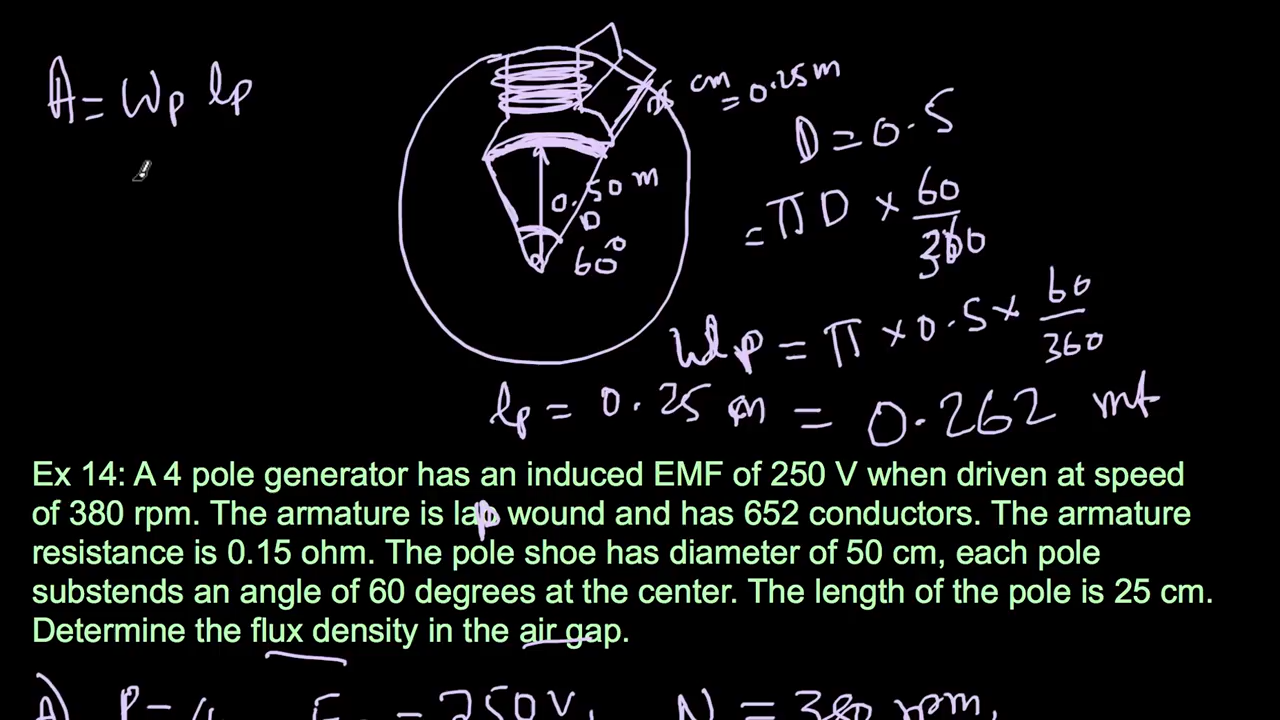 A = Wp lp
cm = 0.25 m
D = 0.5
0.50 m
D
60°
= π D × 60/360
Wp = π × 0.5 × 60/360
lp = 0.25 m = 0.262 mt
Ex 14: A 4 pole generator has an induced EMF of 250 V when driven at speed
of 380 rpm. The armature is lap wound and has 652 conductors. The armature
resistance is 0.15 ohm. The pole shoe has diameter of 50 cm, each pole
substends an angle of 60 degrees at the center. The length of the pole is 25 cm.
Determine the flux density in the air gap.
A) P = 4 = 250 V, N = 380 rpm,